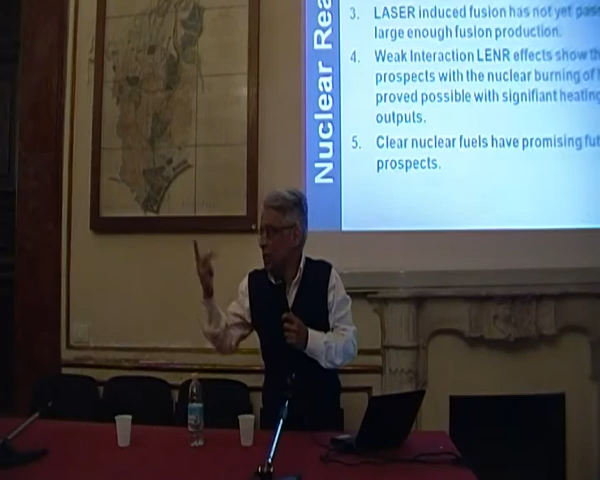 Nuclear Rea
3. LASER induced fusion has not yet pas
large enough fusion production.
4. Weak Interaction LENR effects show th
prospects with the nuclear burning of
proved possible with signifiant heating
outputs.
5. Clear nuclear fuels have promising fut
prospects.